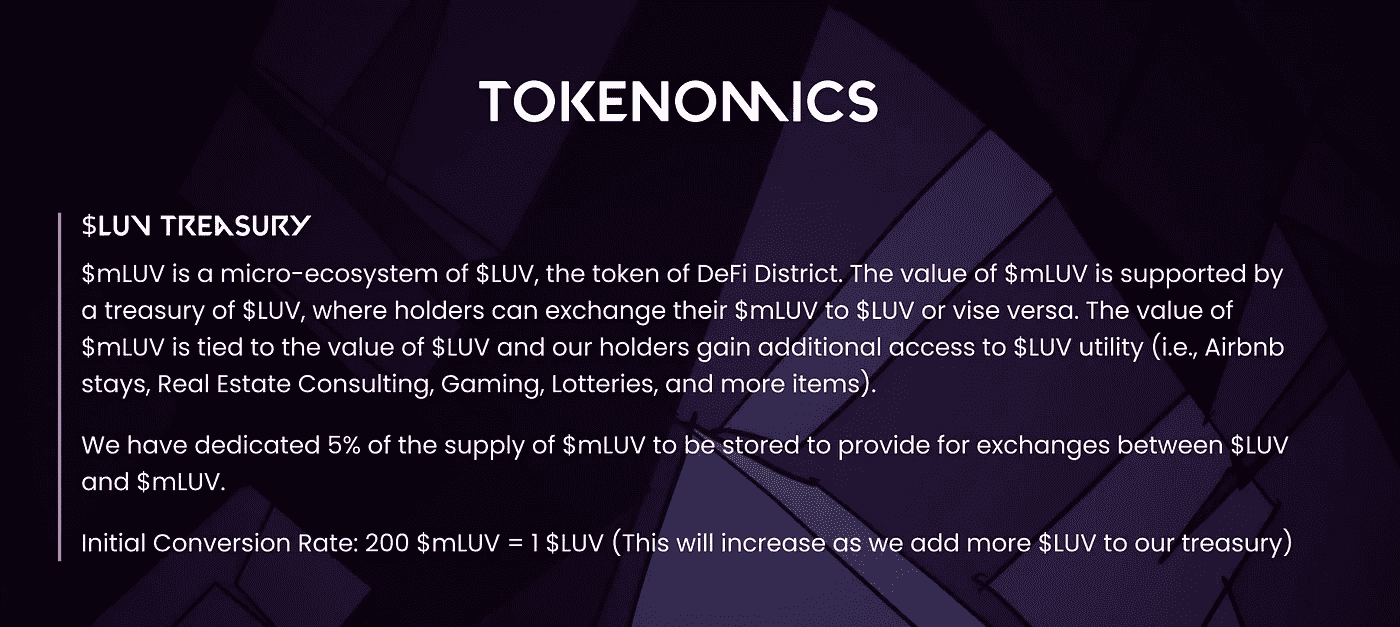 TOKENOMICS
$LUV TREASURY
$mLUV is a micro-ecosystem of $LUV, the token of DeFi District. The value of $mLUV is supported by
a treasury of $LUV, where holders can exchange their $mLUV to $LUV or vise versa. The value of
$mLUV is tied to the value of $LUV and our holders gain additional access to $LUV utility (i.e., Airbnb
stays, Real Estate Consulting, Gaming, Lotteries, and more items).
We have dedicated 5% of the supply of $mLUV to be stored to provide for exchanges between $LUV
and $mLUV.
Initial Conversion Rate: 200 $mLUV = 1 $LUV (This will increase as we add more $LUV to our treasury)